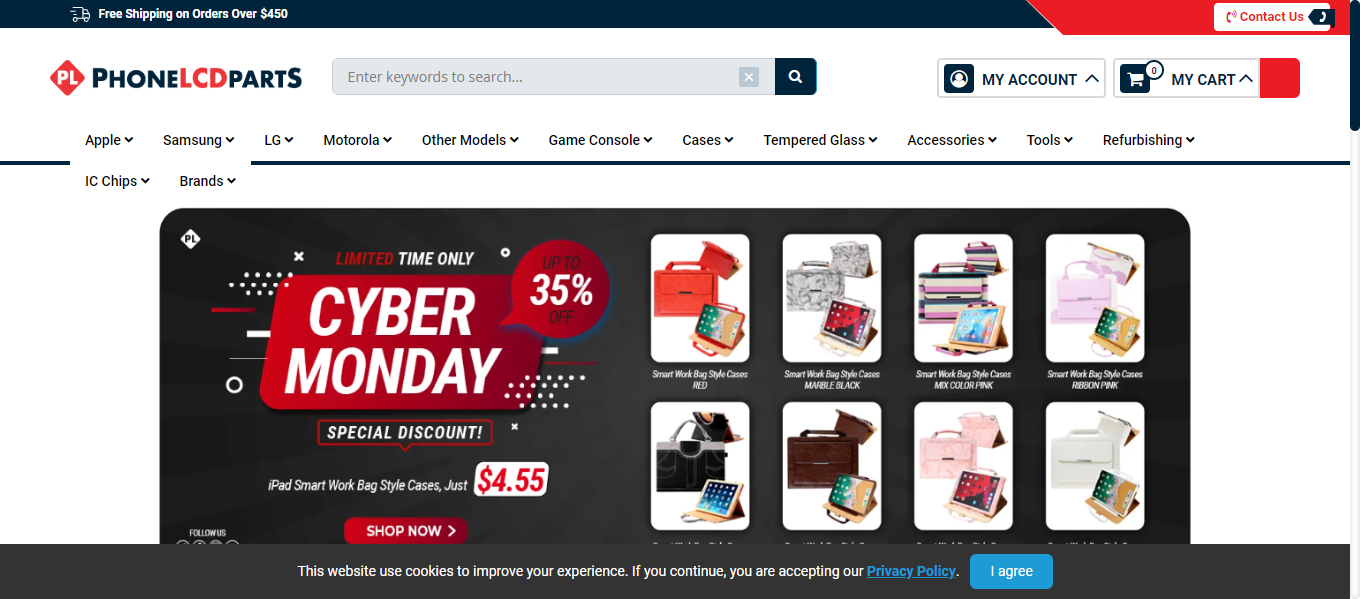 Free Shipping on Orders Over $450
Contact Us
PL PHONELCDPARTS
Enter keywords to search...
MY ACCOUNT
0
MY CART
Apple
Samsung
LG
Motorola
Other Models
Game Console
Cases
Tempered Glass
Accessories
Tools
Refurbishing
IC Chips
Brands
PL
LIMITED TIME ONLY
UP TO
35%
OFF
CYBER
MONDAY
SPECIAL DISCOUNT!
iPad Smart Work Bag Style Cases, Just $4.55
SHOP NOW
FOLLOW US
Smart Work Bag Style Cases
RED
Smart Work Bag Style Cases
MARBLE BLACK
Smart Work Bag Style Cases
MIX COLOR PINK
Smart Work Bag Style Cases
RIBBON PINK
This website use cookies to improve your experience. If you continue, you are accepting our Privacy Policy.
I agree